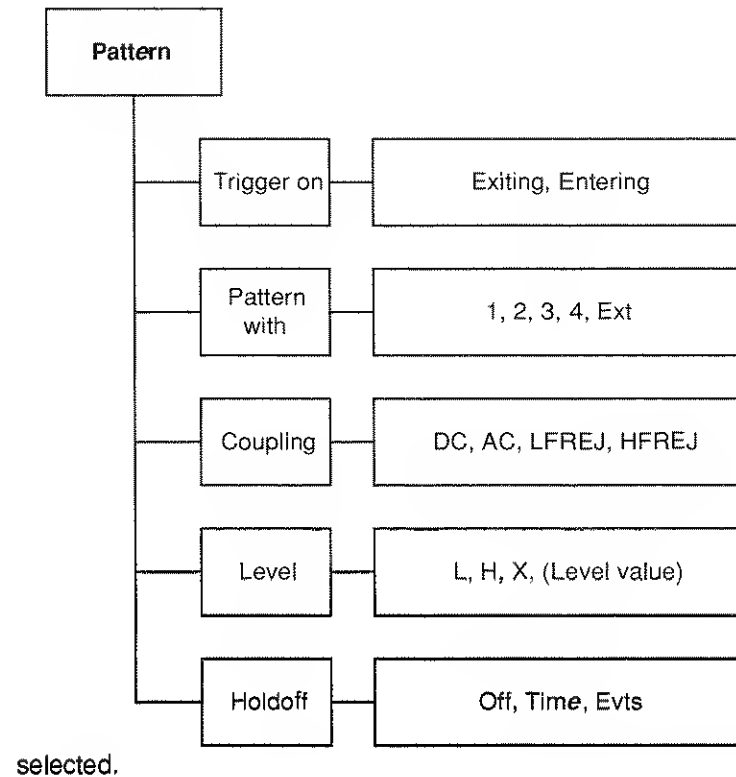 Pattern
Trigger on
Exiting, Entering
Pattern
with
1, 2, 3, 4, Ext
Coupling
DC, AC, LFREJ, HFREJ
Level
L, H, X, (Level value)
Holdoff
Off, Time, Evts
selected.